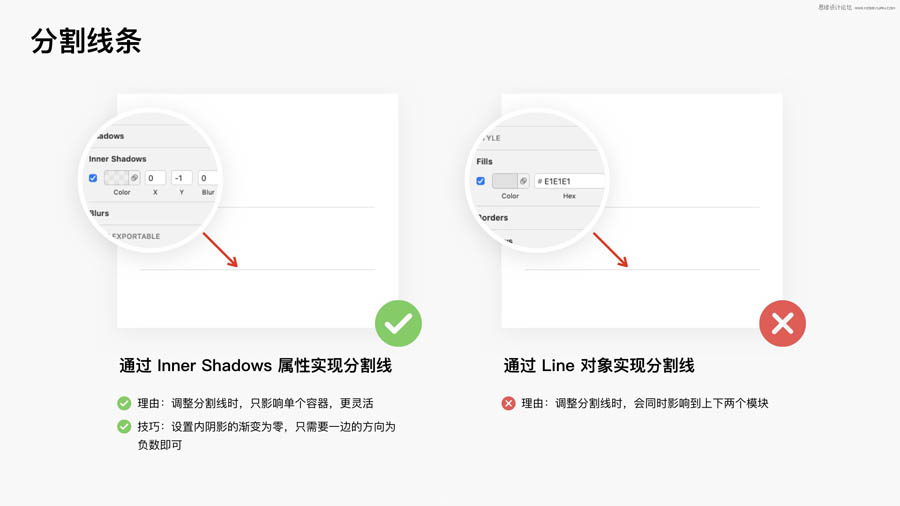 思缘设计论坛
分割线条
adows
Inner Shadows
0 -1 0
Color X Y Blur
Blurs
EXPORTABLE
通过 Inner Shadows 属性实现分割线
理由：调整分割线时，只影响单个容器，更灵活
技巧：设置内阴影的渐变为零，只需要一边的方向为
负数即可
TYLE
Fills
# E1E1E1
Color Hex
orders
通过 Line 对象实现分割线
理由：调整分割线时，会同时影响到上下两个模块